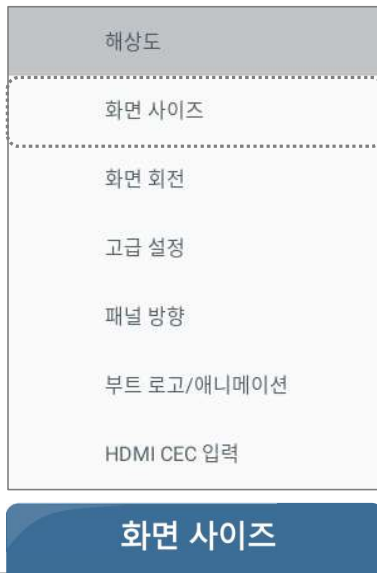 해상도
화면 사이즈
화면 회전
고급 설정
패널 방향
부트 로고/애니메이션
HDMI CEC 입력
화면 사이즈